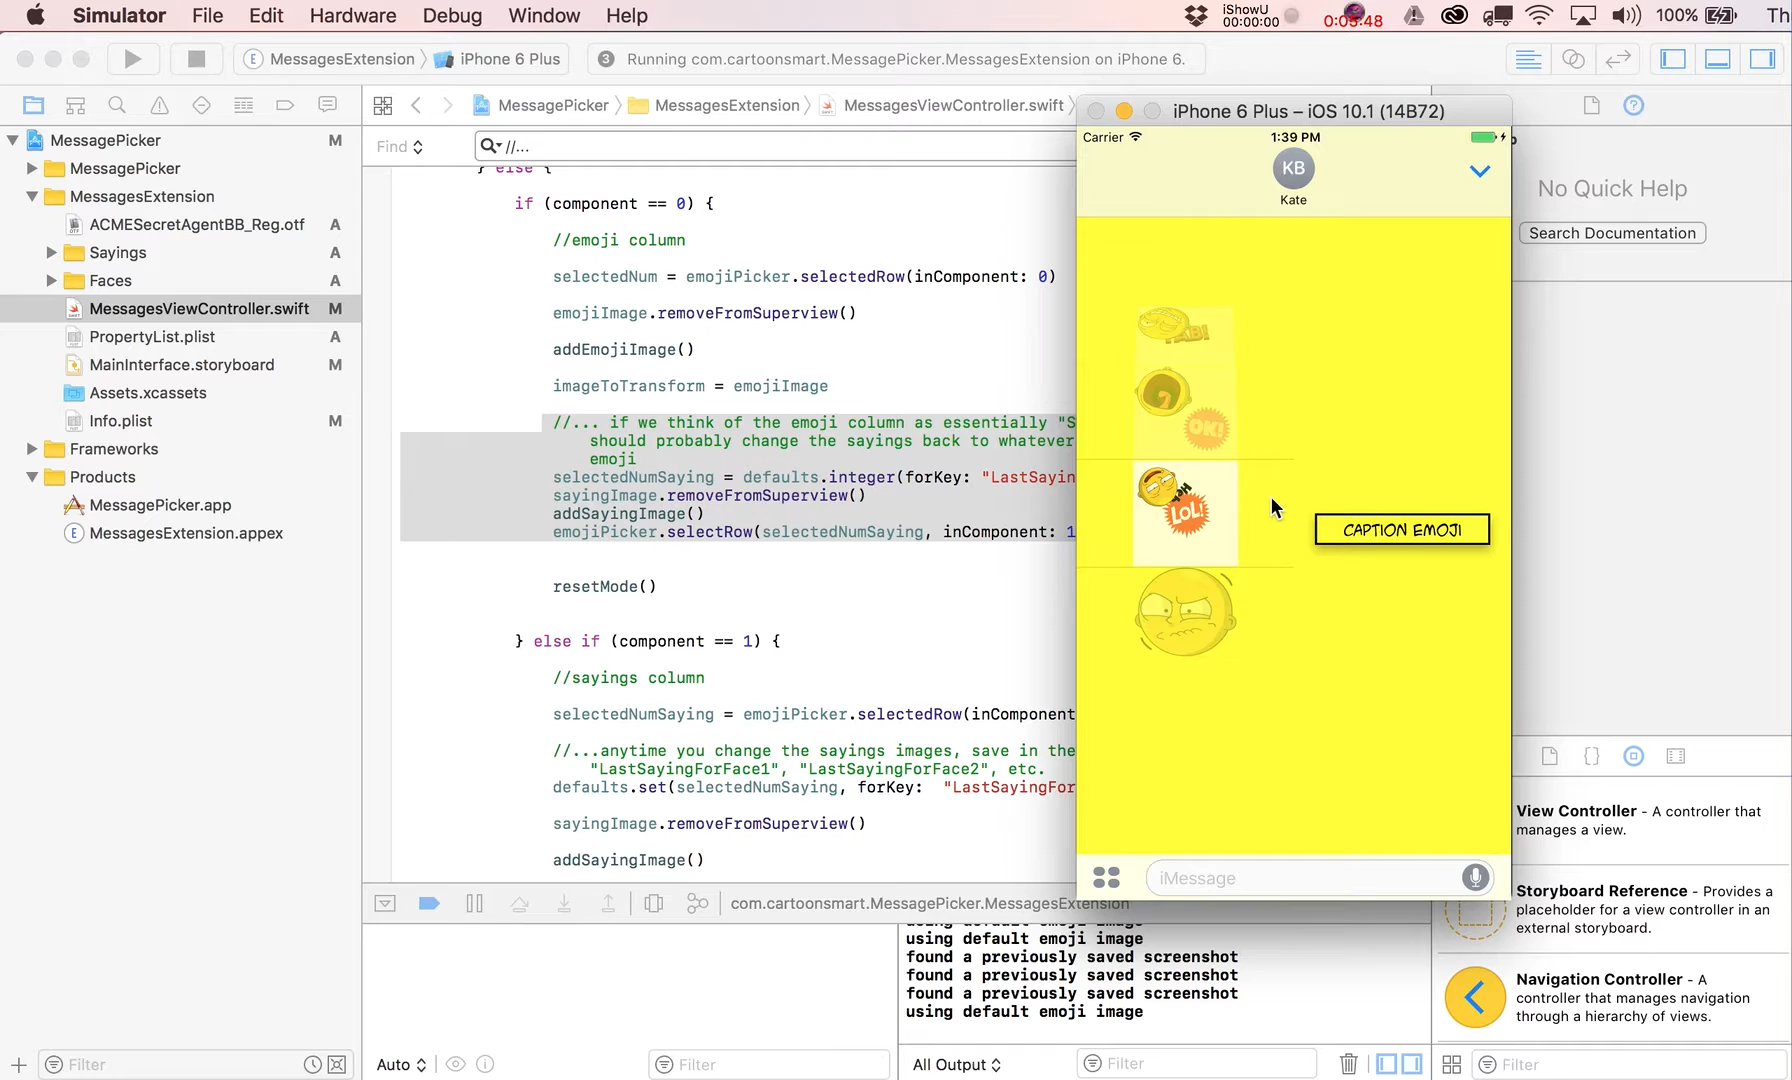 Simulator File Edit Hardware Debug Window Help iShowU 00:00:00 0:05:48 100% Th
MessagesExtension iPhone 6 Plus 3 Running com.cartoonsmart.MessagePicker.MessagesExtension on iPhone 6.
MessagePicker MessagesExtension MessagesViewController.swift
Find //...
MessagePicker M
MessagePicker
MessagesExtension
ACMESecretAgentBB_Reg.otf A
Sayings A
Faces A
MessagesViewController.swift M
PropertyList.plist A
MainInterface.storyboard M
Assets.xcassets
Info.plist M
Frameworks
Products
MessagePicker.app
MessagesExtension.appex
} else {
if (component == 0) {
//emoji column
selectedNum = emojiPicker.selectedRow(inComponent: 0)
emojiImage.removeFromSuperview()
addEmojiImage()
imageToTransform = emojiImage
//... if we think of the emoji column as essentially "S
should probably change the sayings back to whatever
emoji
selectedNumSaying = defaults.integer(forKey: "LastSayin
sayingImage.removeFromSuperview()
addSayingImage()
emojiPicker.selectRow(selectedNumSaying, inComponent: 1
resetMode()
} else if (component == 1) {
//sayings column
selectedNumSaying = emojiPicker.selectedRow(inComponent
//...anytime you change the sayings images, save in the
"LastSayingForFace1", "LastSayingForFace2", etc.
defaults.set(selectedNumSaying, forKey: "LastSayingFor
sayingImage.removeFromSuperview()
addSayingImage()
iPhone 6 Plus – iOS 10.1 (14B72)
Carrier 1:39 PM
KB
Kate
OK!
LOL!
CAPTION EMOJI
iMessage
No Quick Help
Search Documentation
View Controller - A controller that
manages a view.
Storyboard Reference - Provides a
placeholder for a view controller in an
external storyboard.
Navigation Controller - A
controller that manages navigation
through a hierarchy of views.
com.cartoonsmart.MessagePicker.MessagesExtension
using default emoji image
using default emoji image
found a previously saved screenshot
found a previously saved screenshot
found a previously saved screenshot
using default emoji image
Filter Auto Filter All Output Filter Filter